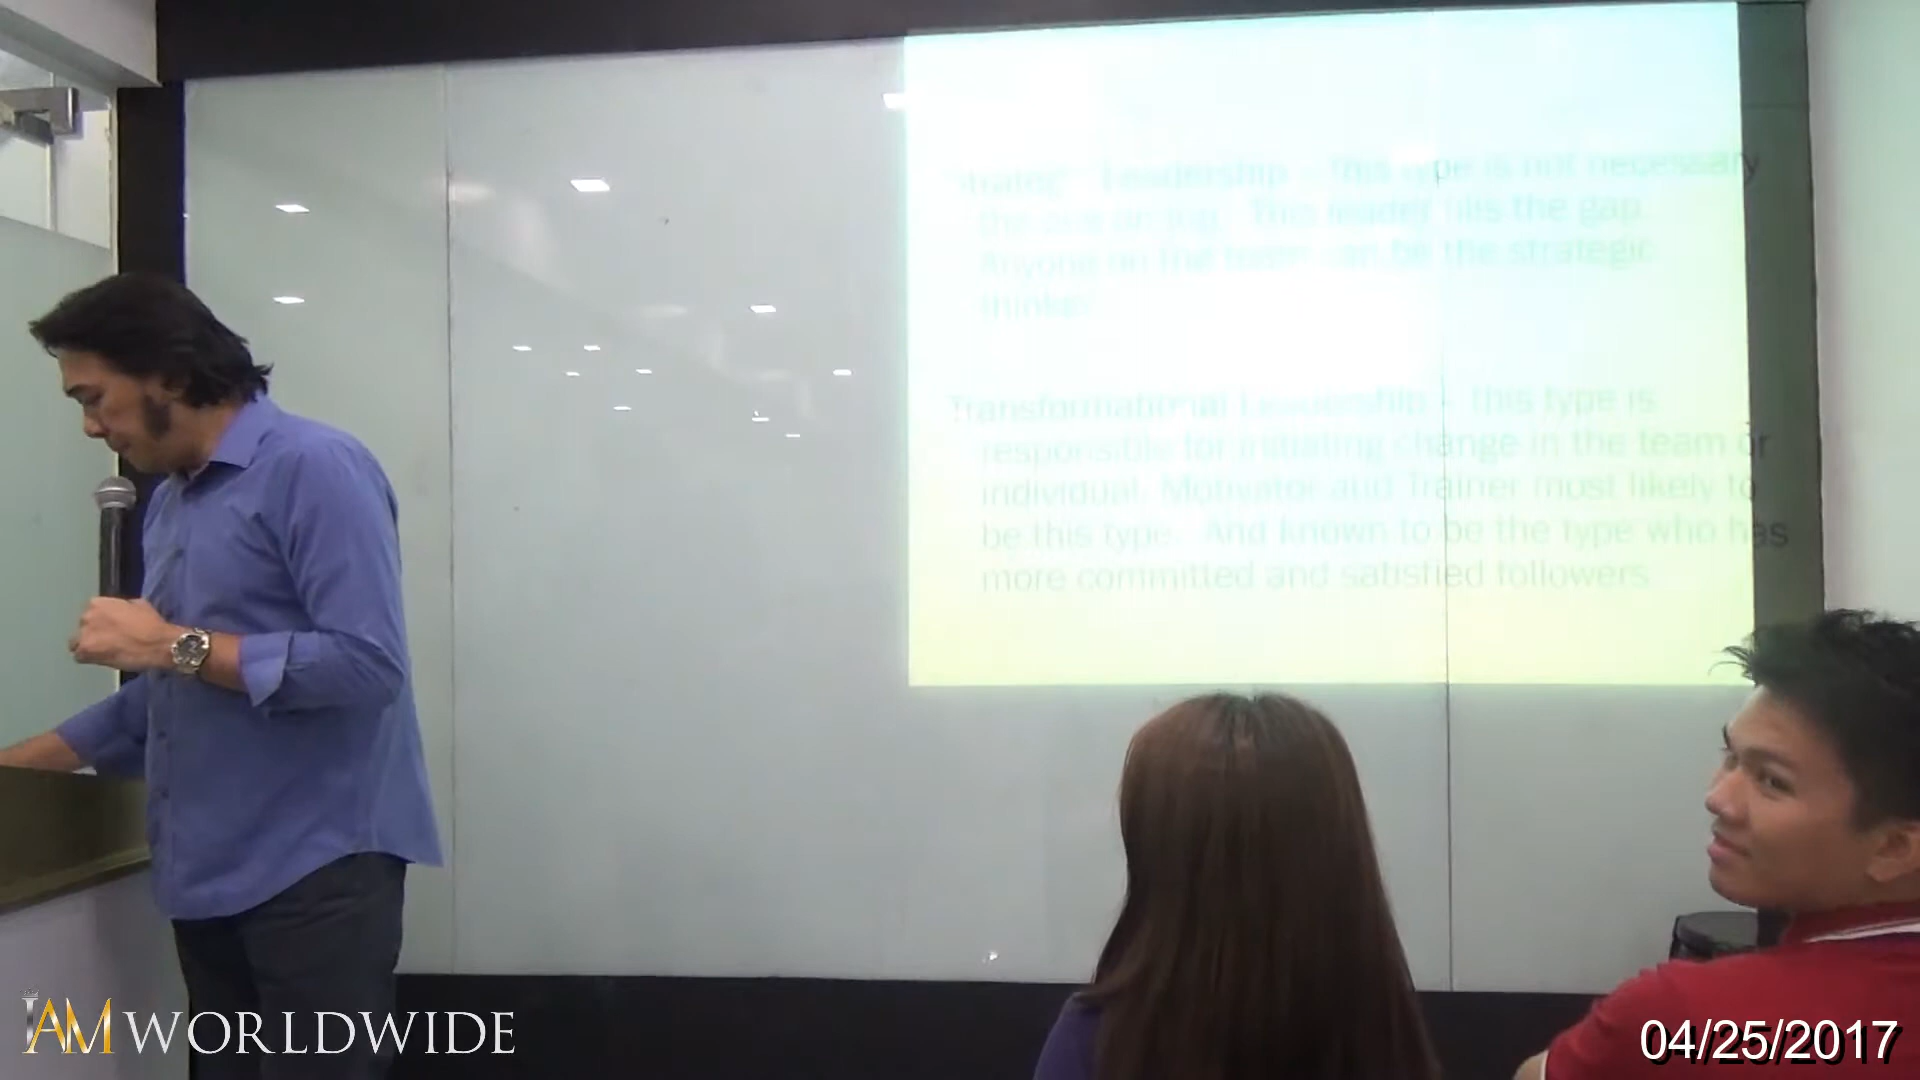 Strategic Leadership - this type is not necessary
the one on top. This leader fills the gap.
Anyone on the team can be the strategic
thinker.
Transformational Leadership - this type is
responsible for initiating change in the team or
individual. Motivator and Trainer most likely to
be this type. And known to be the type who has
more committed and satisfied followers
IAM WORLDWIDE
04/25/2017